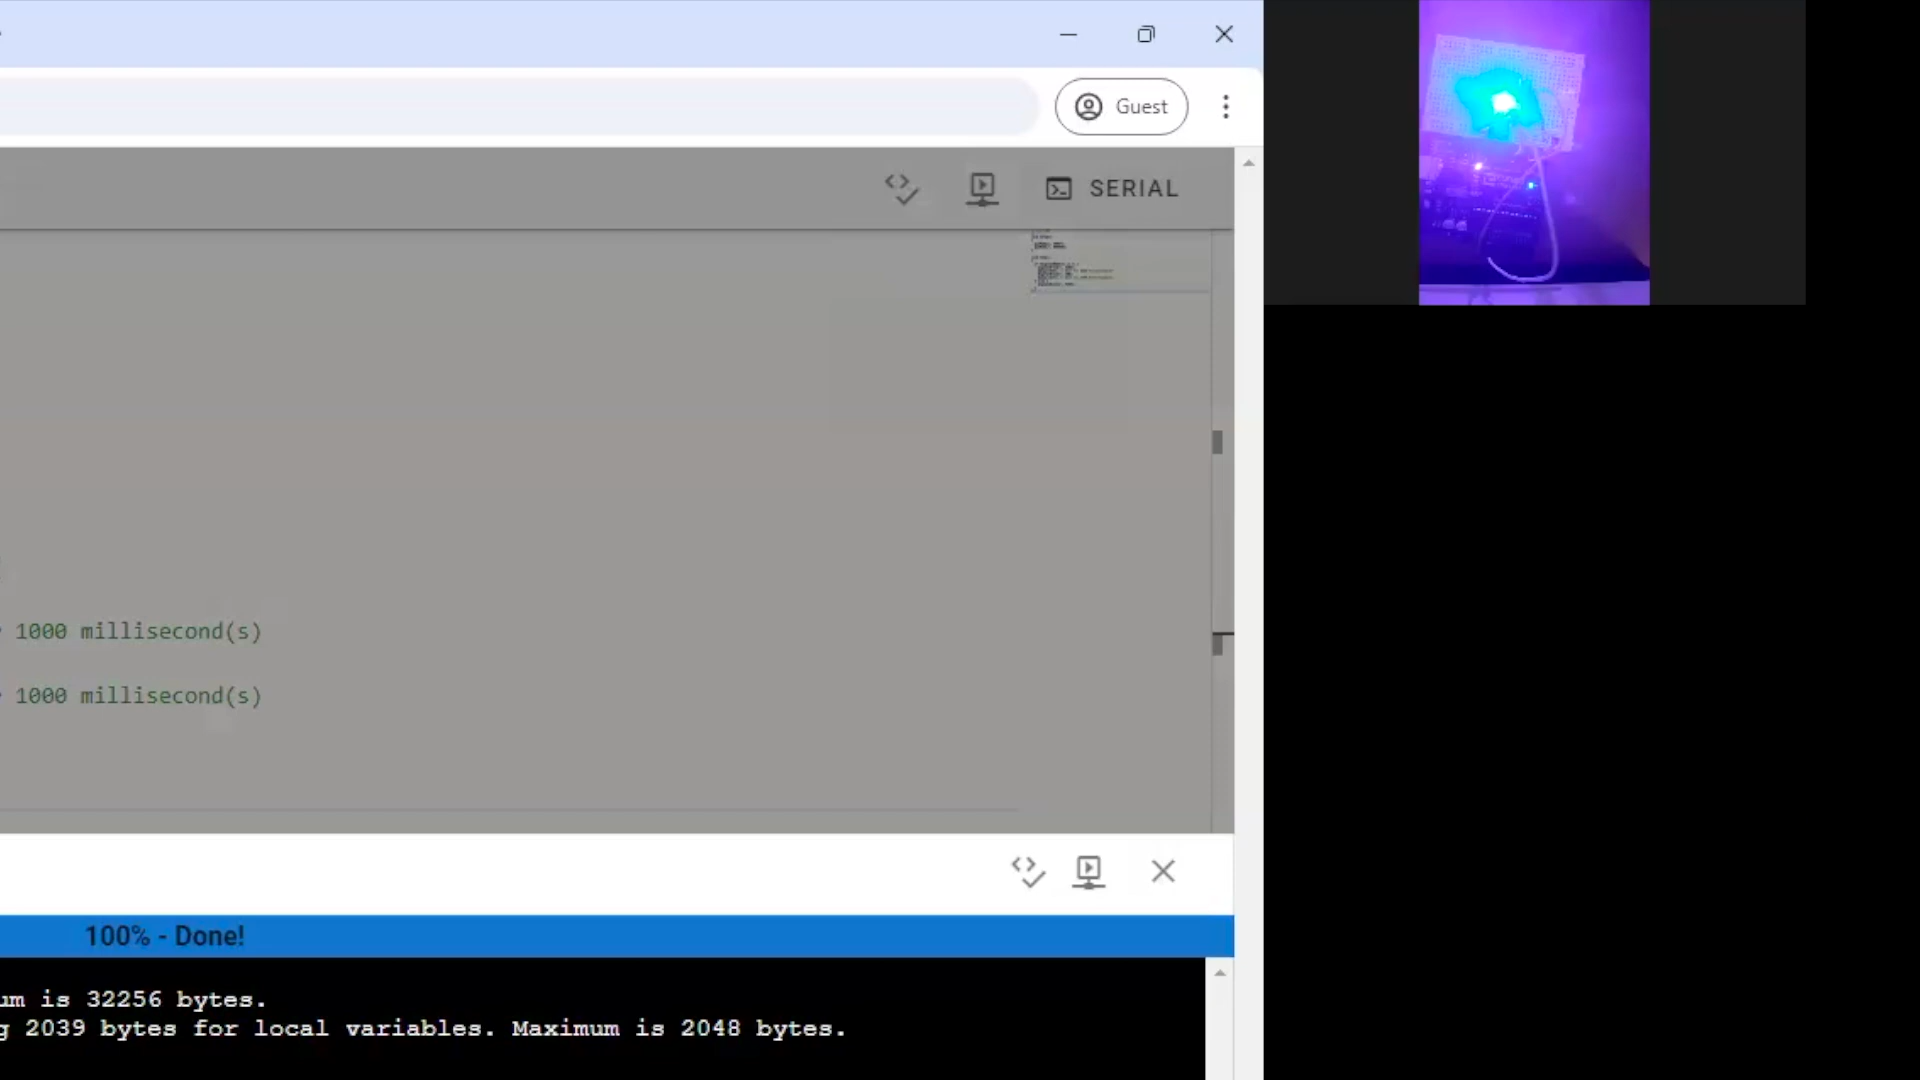 Guest
SERIAL
1000 millisecond(s)
1000 millisecond(s)
100% - Done!
is 32256 bytes.
2039 bytes for local variables. Maximum is 2048 bytes.